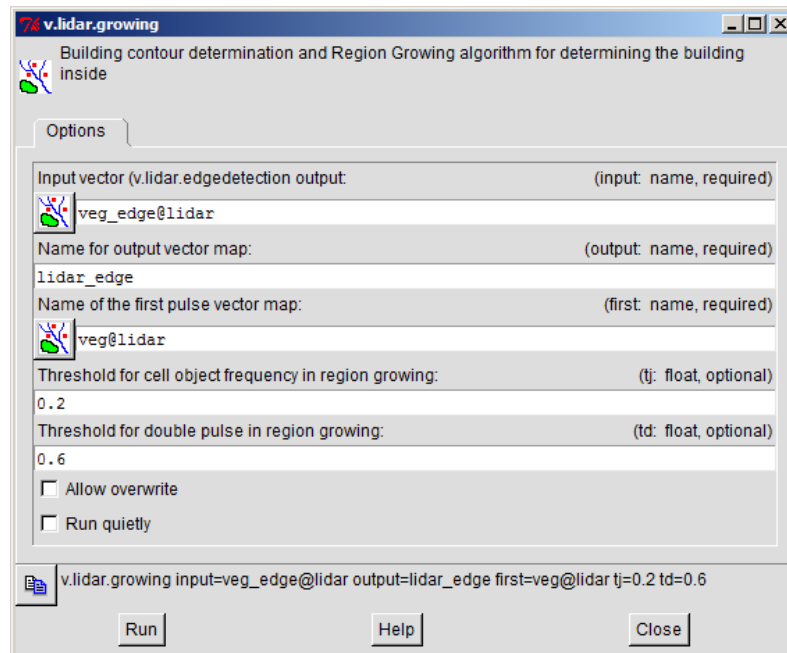 v.lidar.growing
Building contour determination and Region Growing algorithm for determining the building
inside
Options
Input vector (v.lidar.edgedetection output: (input: name, required)
veg_edge@lidar
Name for output vector map: (output: name, required)
lidar_edge
Name of the first pulse vector map: (first: name, required)
veg@lidar
Threshold for cell object frequency in region growing: (tj: float, optional)
0.2
Threshold for double pulse in region growing: (td: float, optional)
0.6
Allow overwrite
Run quietly
v.lidar.growing input=veg_edge@lidar output=lidar_edge first=veg@lidar tj=0.2 td=0.6
Run Help Close